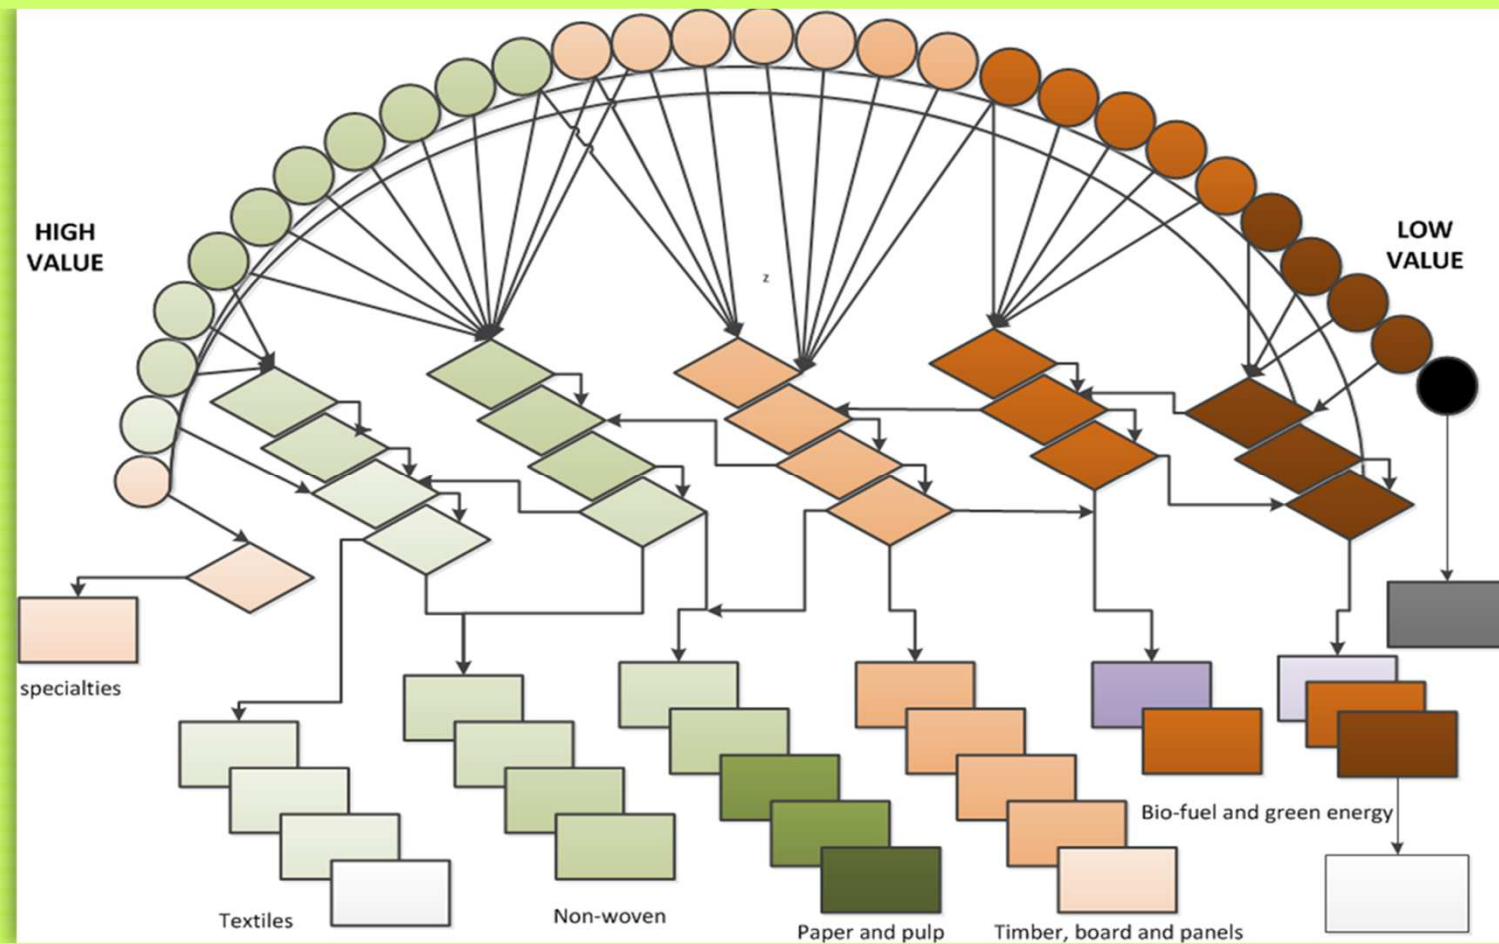 HIGH
VALUE
LOW
VALUE
z
specialties
Bio-fuel and green energy
Textiles
Non-woven
Paper and pulp
Timber, board and panels